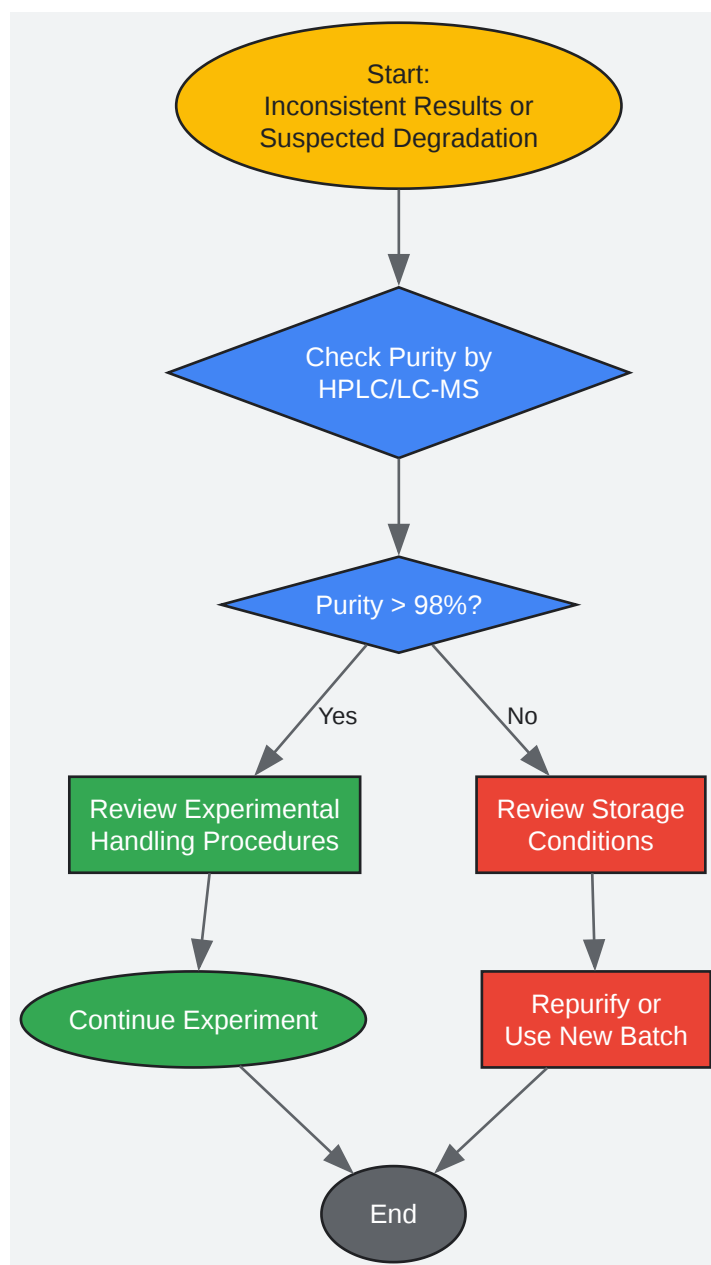 Start:
Inconsistent Results or
Suspected Degradation
Check Purity by
HPLC/LC-MS
Purity > 98%?
Yes
No
Review Experimental
Handling Procedures
Review Storage
Conditions
Continue Experiment
Repurify or
Use New Batch
End